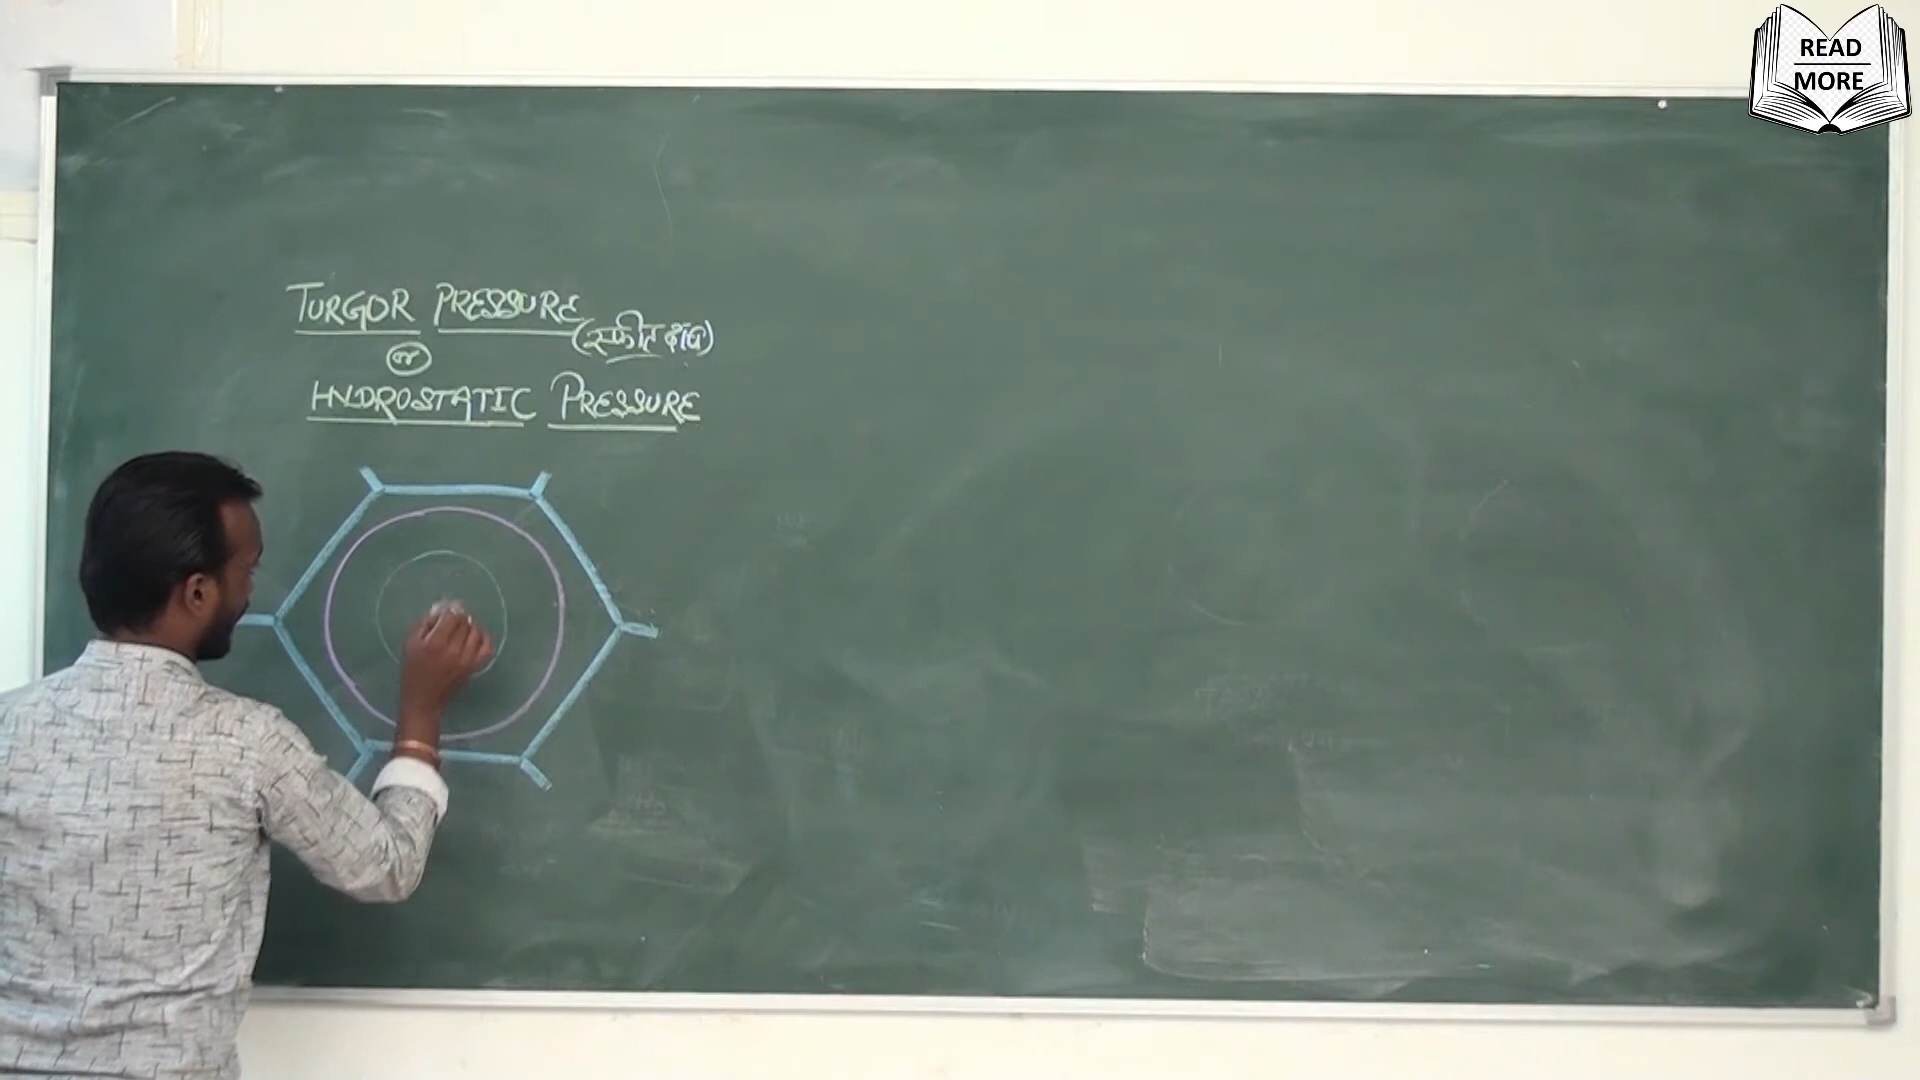 TURGOR PRESSURE
(स्फीत दाब)
or
HYDROSTATIC PRESSURE
READ
MORE